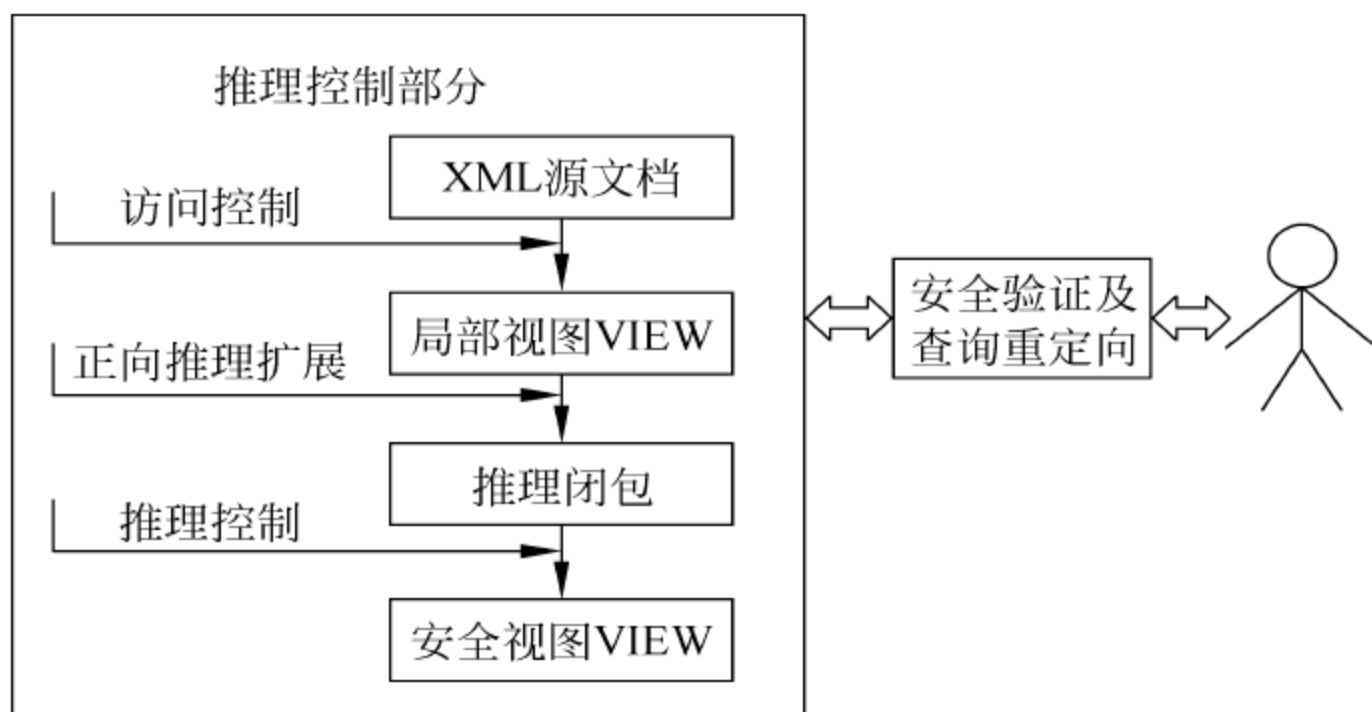 推理控制部分
XML源文档
访问控制
局部视图VIEW
正向推理扩展
推理闭包
推理控制
安全视图VIEW
安全验证及
查询重定向